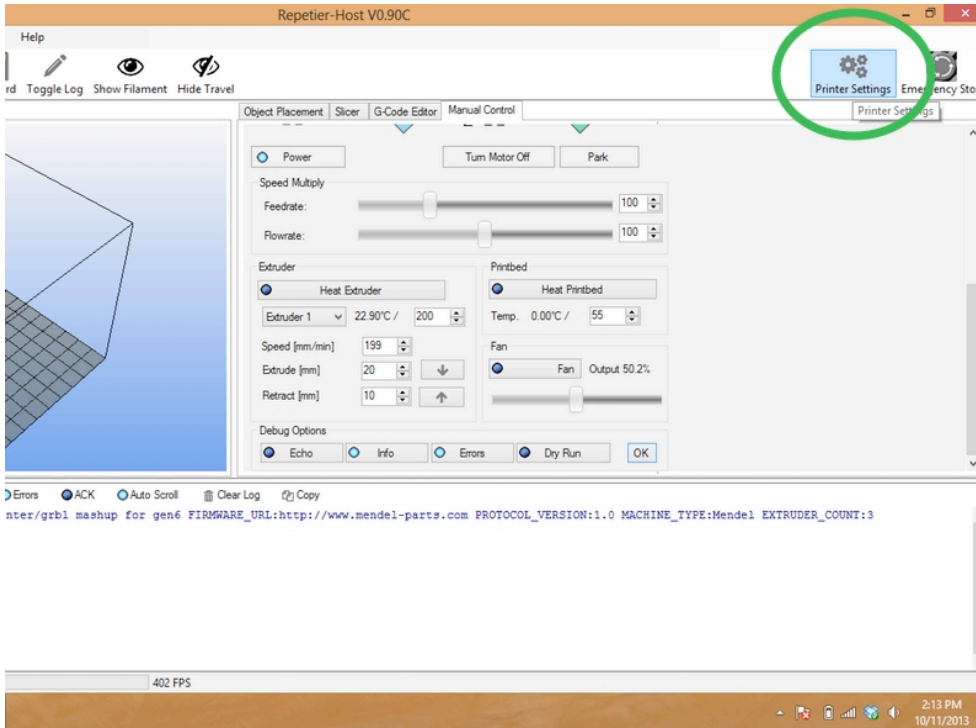 Repetier-Host V0.90C
Help
rd Toggle Log Show Filament Hide Travel Printer Settings Emergency Sto
Printer Settings
Object Placement Slicer G-Code Editor Manual Control
Power Turn Motor Off Park
Speed Multiply
Feedrate: 100
Flowrate: 100
Extruder Printbed
Heat Extruder Heat Printbed
Extruder 1 22.90°C / 200 Temp. 0.00°C / 55
Speed [mm/min] 199 Fan
Extrude [mm] 20 Fan Output 50.2%
Retract [mm] 10
Debug Options
Echo Info Errors Dry Run OK
Errors ACK Auto Scroll Clear Log Copy
nter/grbl mashup for gen6 FIRMWARE_URL:http://www.mendel-parts.com PROTOCOL_VERSION:1.0 MACHINE_TYPE:Mendel EXTRUDER_COUNT:3
402 FPS
2:13 PM
10/11/2013